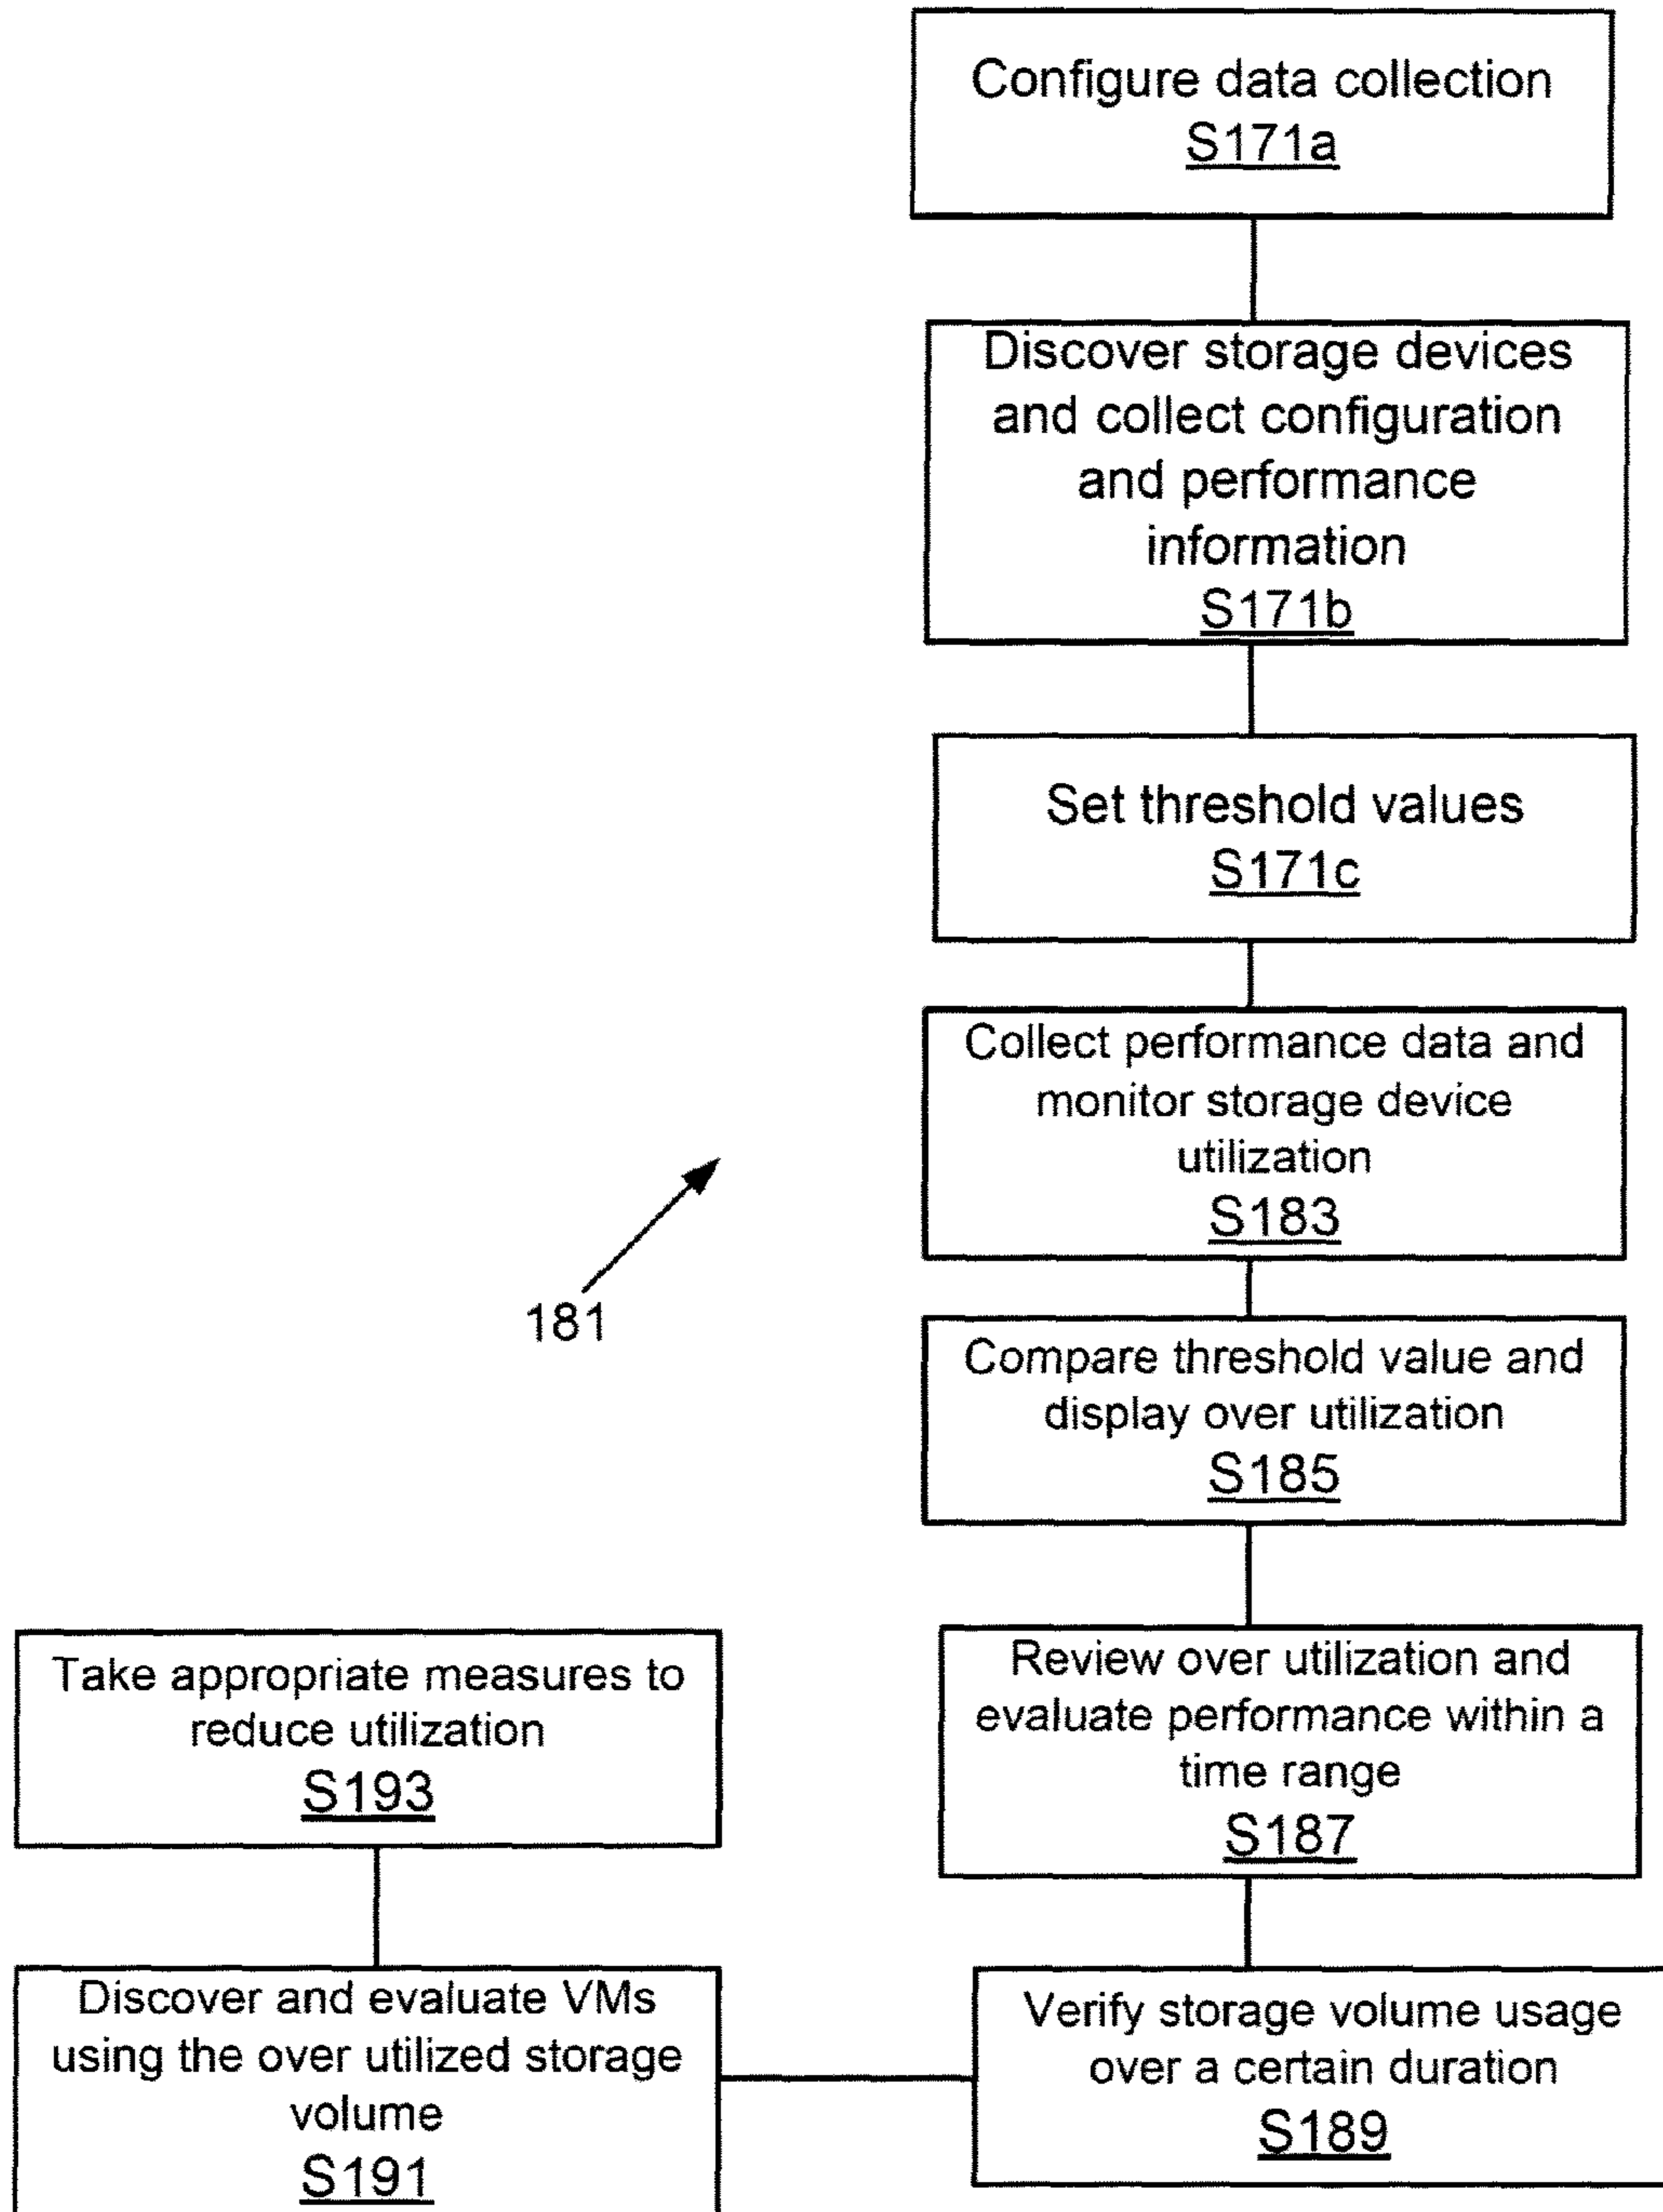 Configure data collection
S171a
Discover storage devices
and collect configuration
and performance
information
S171b
Set threshold values
S171c
Collect performance data and
monitor storage device
utilization
S183
181
Compare threshold value and
display over utilization
S185
Review over utilization and
evaluate performance within a
time range
S187
Verify storage volume usage
over a certain duration
S189
Discover and evaluate VMs
using the over utilized storage
volume
S191
Take appropriate measures to
reduce utilization
S193